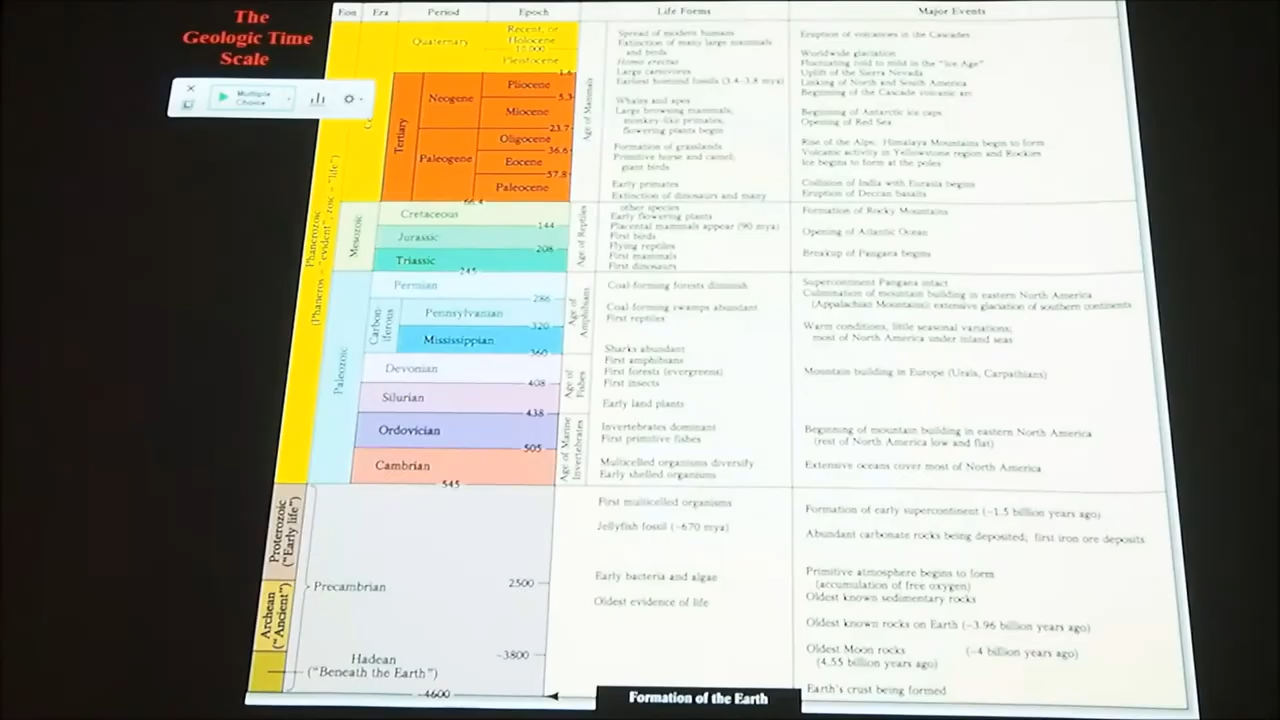 The
Geologic Time
Scale
Multiple
Choice
Eon Era Period Epoch Life Forms Major Events
Quaternary
Recent, or
Holocene
10,000
Pleistocene
1.6
Tertiary
Neogene
Pliocene
5.3
Miocene
23.7
Paleogene
Oligocene
36.6
Eocene
57.8
Paleocene
66.4
Age of Mammals
Spread of modern humans
Extinction of many large mammals
and birds
Homo erectus
Large carnivores
Earliest hominid fossils (3.4–3.8 mya)
Whales and apes
Large browsing mammals,
monkey-like primates,
flowering plants begin
Formation of grasslands
Primitive horse and camel,
giant birds
Early primates
Extinction of dinosaurs and many
other species
Eruption of volcanoes in the Cascades
Worldwide glaciation
Fluctuating cold to mild in the "Ice Age"
Uplift of the Sierra Nevada
Linking of North and South America
Beginning of the Cascade volcanic arc
Beginning of Antarctic ice caps
Opening of Red Sea
Rise of the Alps; Himalaya Mountains begin to form
Volcanic activity in Yellowstone region and Rockies
Ice begins to form at the poles
Collision of India with Eurasia begins
Eruption of Deccan basalts
Phanerozoic
(Phaneros = "evident", zoic = "life")
Mesozoic
Cretaceous
144
Jurassic
208
Triassic
245
Age of Reptiles
Early flowering plants
Placental mammals appear (90 mya)
First birds
Flying reptiles
First mammals
First dinosaurs
Formation of Rocky Mountains
Opening of Atlantic Ocean
Breakup of Pangaea begins
Paleozoic
Permian
286
Carbon-
iferous
Pennsylvanian
320
Mississippian
360
Devonian
408
Silurian
438
Ordovician
505
Cambrian
545
Age of
Amphibians
Age of
Fishes
Age of Marine
Invertebrates
Coal-forming forests diminish
Coal-forming swamps abundant
First reptiles
Sharks abundant
First amphibians
First forests (evergreens)
First insects
Early land plants
Invertebrates dominant
First primitive fishes
Multicelled organisms diversify
Early shelled organisms
Supercontinent Pangaea intact
Culmination of mountain building in eastern North America
(Appalachian Mountains); extensive glaciation of southern continents
Warm conditions, little seasonal variations;
most of North America under inland seas
Mountain building in Europe (Urals, Carpathians)
Beginning of mountain building in eastern North America
(rest of North America low and flat)
Extensive oceans cover most of North America
Proterozoic
("Early life")
Archean
("Ancient")
Precambrian
2500
~3800
Hadean
("Beneath the Earth")
4600
First multicelled organisms
Jellyfish fossil (~670 mya)
Early bacteria and algae
Oldest evidence of life
Formation of early supercontinent (~1.5 billion years ago)
Abundant carbonate rocks being deposited; first iron ore deposits
Primitive atmosphere begins to form
(accumulation of free oxygen)
Oldest known sedimentary rocks
Oldest known rocks on Earth (~3.96 billion years ago)
Oldest Moon rocks (~4 billion years ago)
(4.55 billion years ago)
Earth's crust being formed
Formation of the Earth